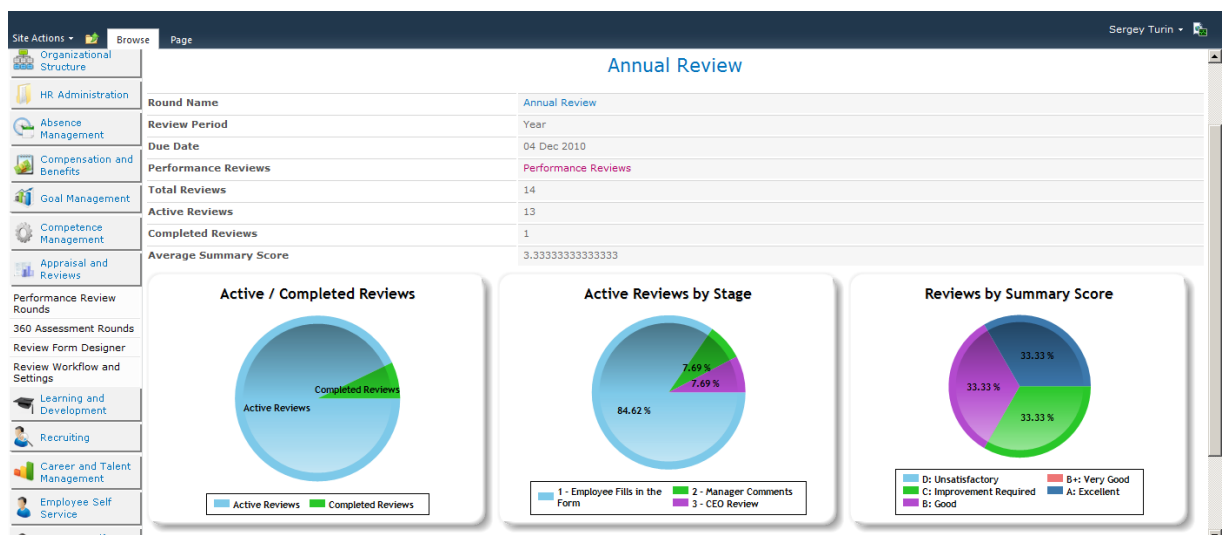 Sergey Turin
Site Actions
Browse
Page
Organizational
Structure
HR Administration
Absence
Management
Compensation and
Benefits
Goal Management
Competence
Management
Appraisal and
Reviews
Performance Review
Rounds
360 Assessment Rounds
Review Form Designer
Review Workflow and
Settings
Learning and
Development
Recruiting
Career and Talent
Management
Employee Self
Service
Annual Review
Round Name Annual Review
Review Period Year
Due Date 04 Dec 2010
Performance Reviews Performance Reviews
Total Reviews 14
Active Reviews 13
Completed Reviews 1
Average Summary Score 3.33333333333333
Active / Completed Reviews
Completed Reviews
Active Reviews
Active Reviews Completed Reviews
Active Reviews by Stage
7.69 %
7.69 %
84.62 %
1 - Employee Fills in the
Form
2 - Manager Comments
3 - CEO Review
Reviews by Summary Score
33.33 %
33.33 %
33.33 %
D: Unsatisfactory
B+: Very Good
C: Improvement Required
A: Excellent
B: Good